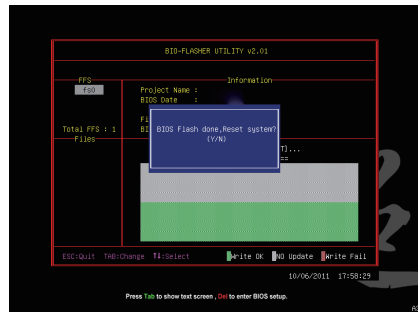 BIO-FLASHER UTILITY v2.01
FFS
Information
fs0
Project Name :
BIOS Date :
Fi
Total FFS : 1
BI
BIOS Flash done,Reset system?
(Y/N)
Files
T]...
==
ESC:Quit TAB:Change ↑↓:Select Write OK NO Update Write Fail
10/06/2011 17:58:29
Press Tab to show text screen , Del to enter BIOS setup.